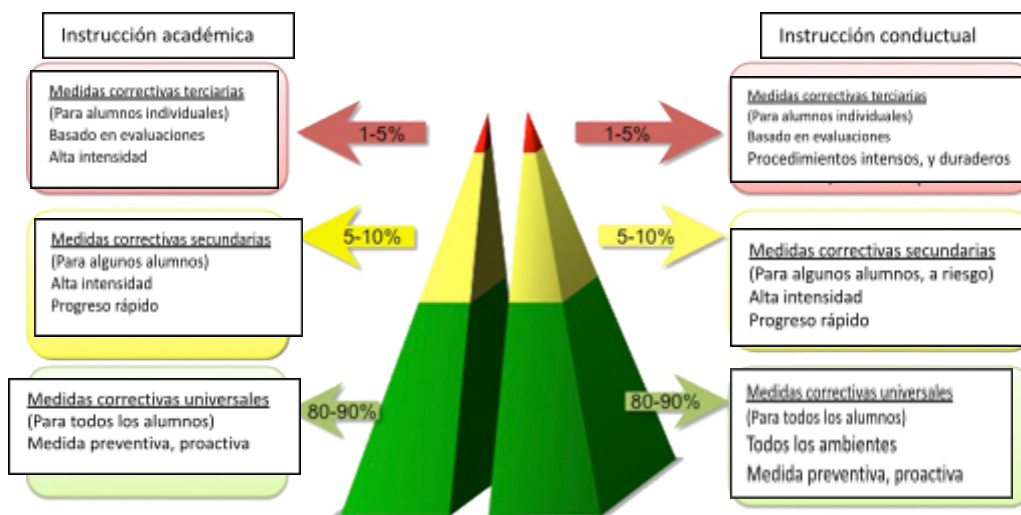 Instrucción académica
Medidas correctivas terciarias
(Para alumnos individuales)
Basado en evaluaciones
Alta intensidad
1-5%
Medidas correctivas secundarias
(Para algunos alumnos)
Alta intensidad
Progreso rápido
5-10%
Medidas correctivas universales
(Para todos los alumnos)
Medida preventiva, proactiva
80-90%
Instrucción conductual
1-5%
Medidas correctivas terciarias
(Para alumnos individuales)
Basado en evaluaciones
Procedimientos intensos, y duraderos
5-10%
Medidas correctivas secundarias
(Para algunos alumnos, a riesgo)
Alta intensidad
Progreso rápido
80-90%
Medidas correctivas universales
(Para todos los alumnos)
Todos los ambientes
Medida preventiva, proactiva